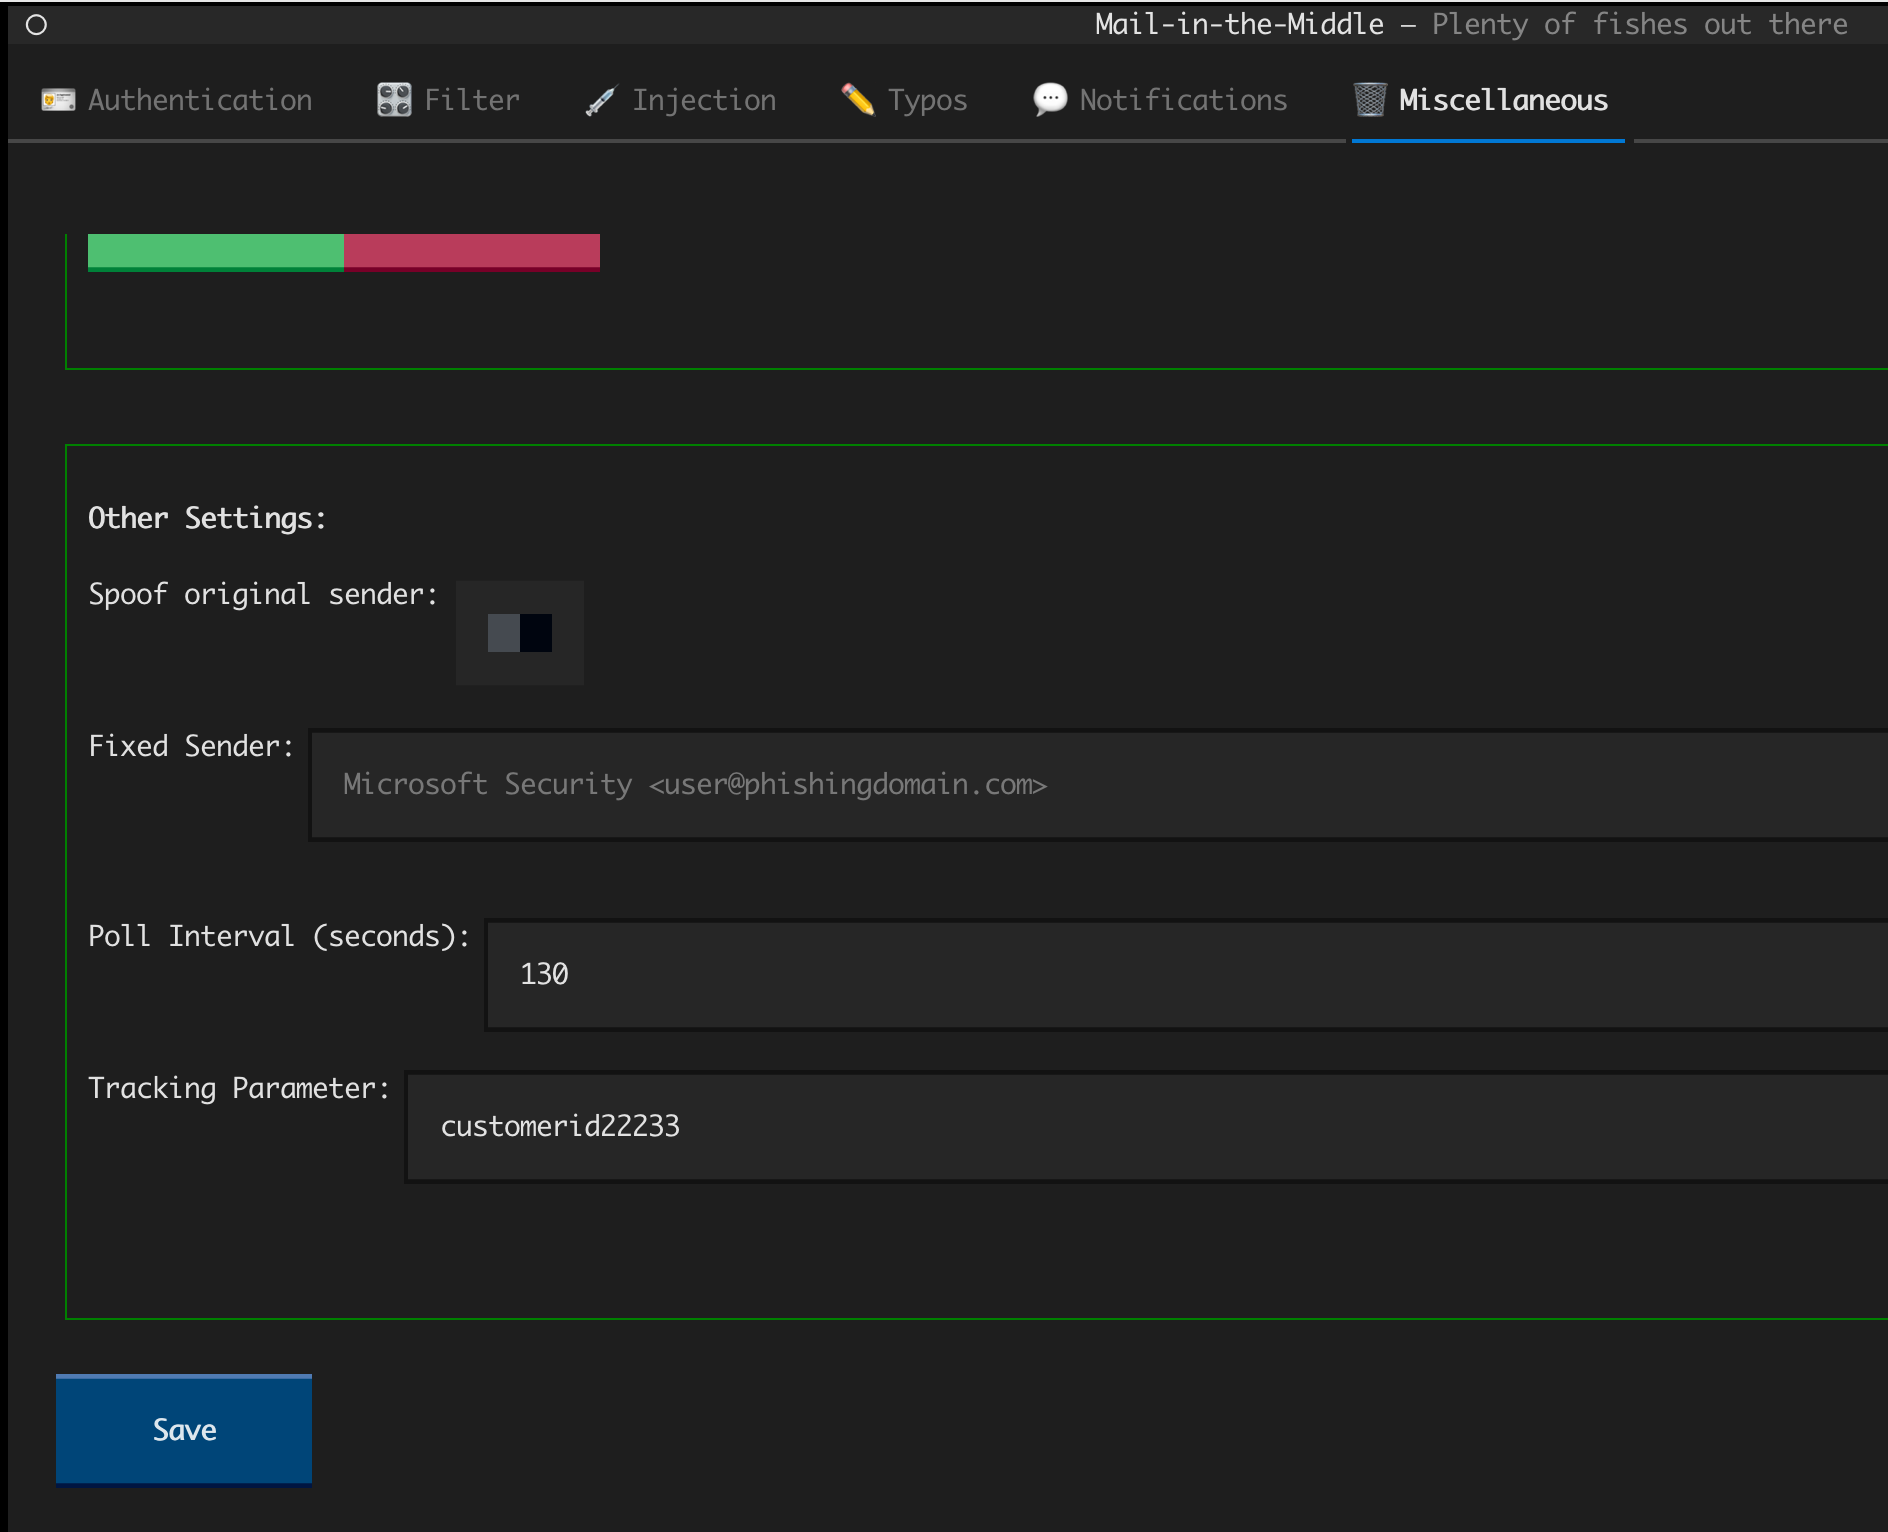 Mail-in-the-Middle — Plenty of fishes out there
Authentication Filter Injection Typos Notifications Miscellaneous
Other Settings:
Spoof original sender:
Fixed Sender: Microsoft Security <user@phishingdomain.com>
Poll Interval (seconds): 130
Tracking Parameter: customerid22233
Save